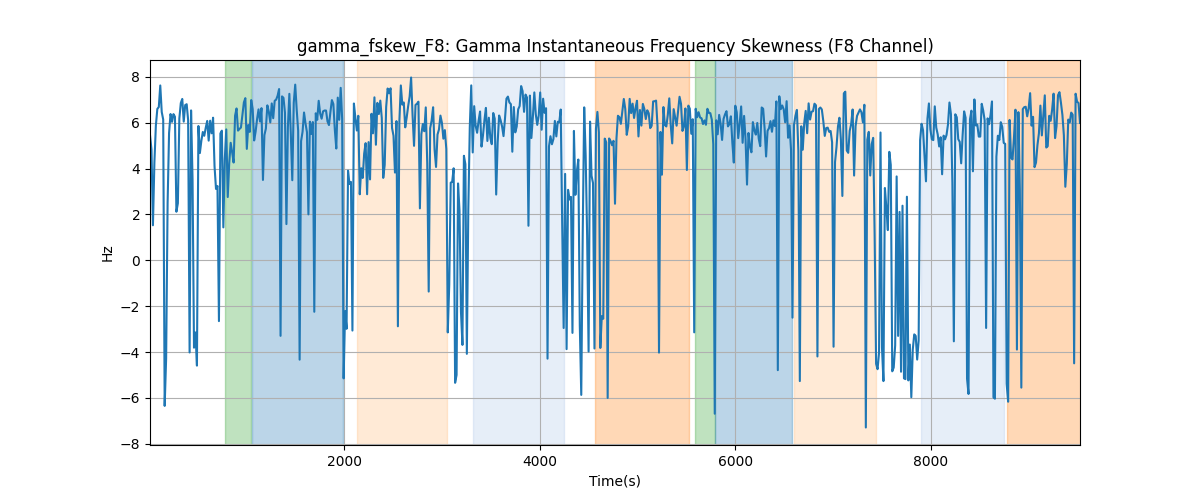 gamma_fskew_F8: Gamma Instantaneous Frequency Skewness (F8 Channel)
8
6
4
2
0
−2
−4
−6
−8
Hz
2000 4000 6000 8000
Time(s)